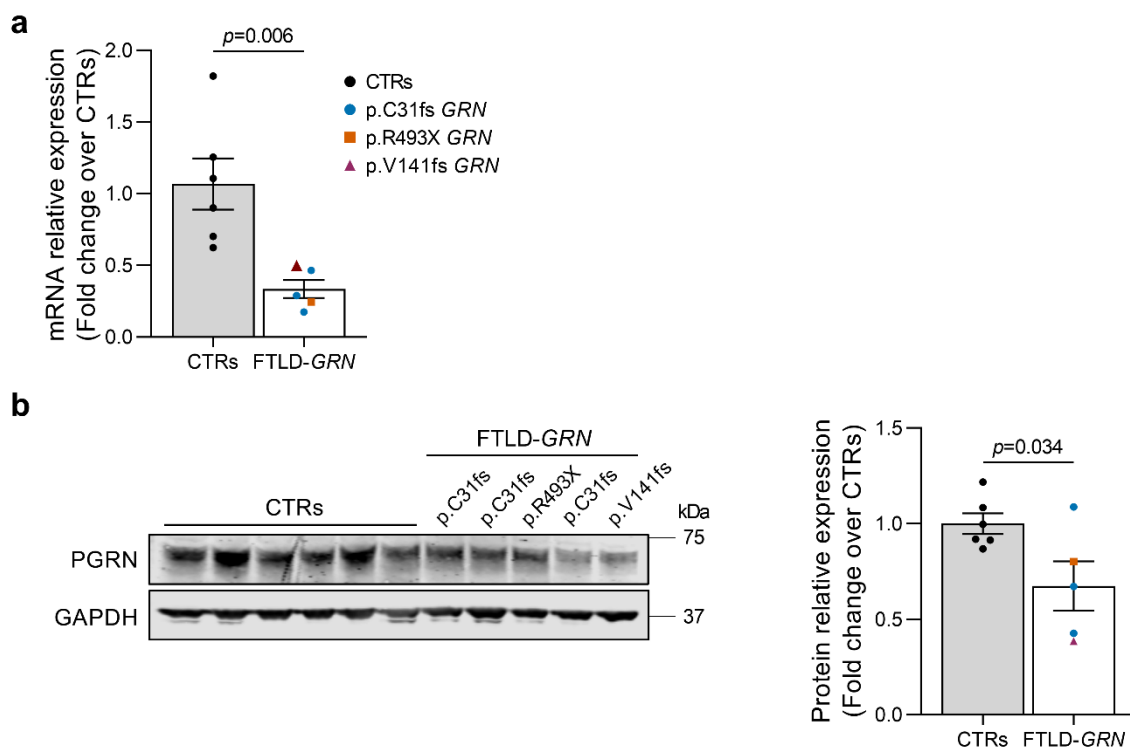 a
mRNA relative expression
(Fold change over CTRs)
2.0
1.5
1.0
0.5
0.0
p=0.006
CTRs
FTLD-GRN
CTRs
p.C31fs GRN
p.R493X GRN
p.V141fs GRN
b
FTLD-GRN
CTRs
p.C31fs
p.C31fs
p.R493X
p.C31fs
p.V141fs
kDa
PGRN
75
GAPDH
37
Protein relative expression
(Fold change over CTRs)
1.5
1.0
0.5
0.0
p=0.034
CTRs
FTLD-GRN